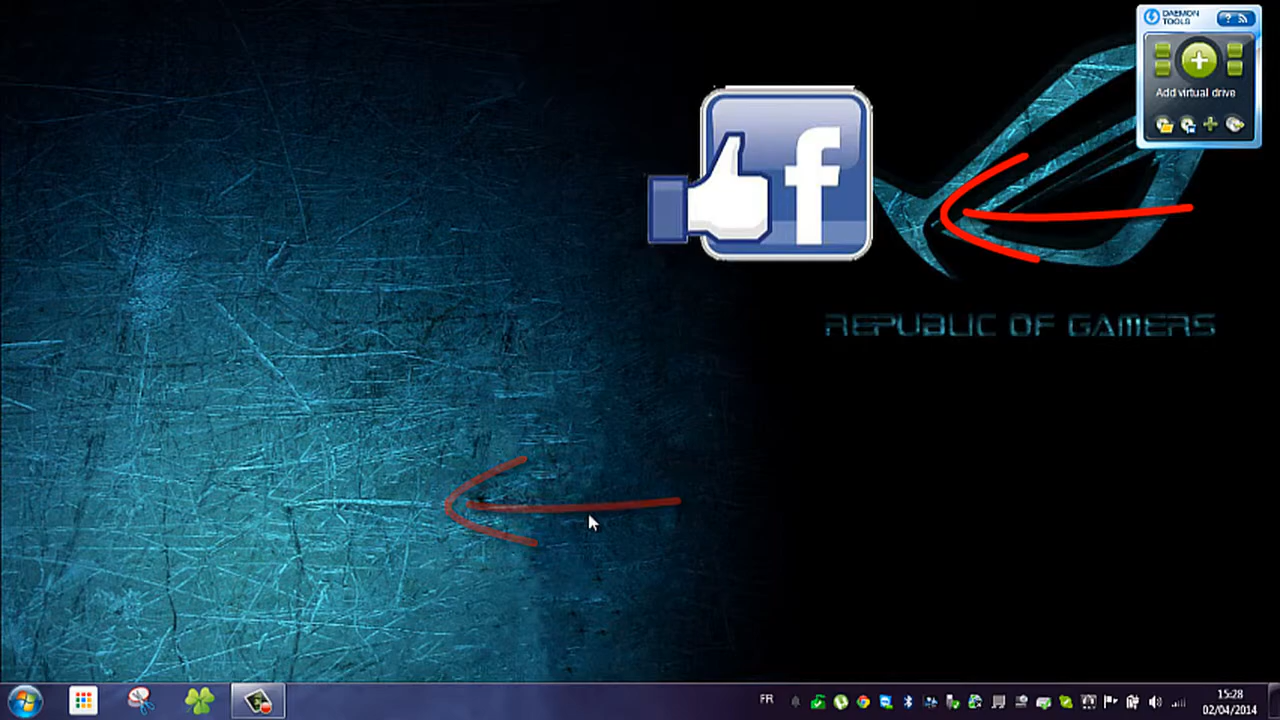 DAEMON
TOOLS
?
Add virtual drive
f
REPUBLIC OF GAMERS
FR
15:28
02/04/2014